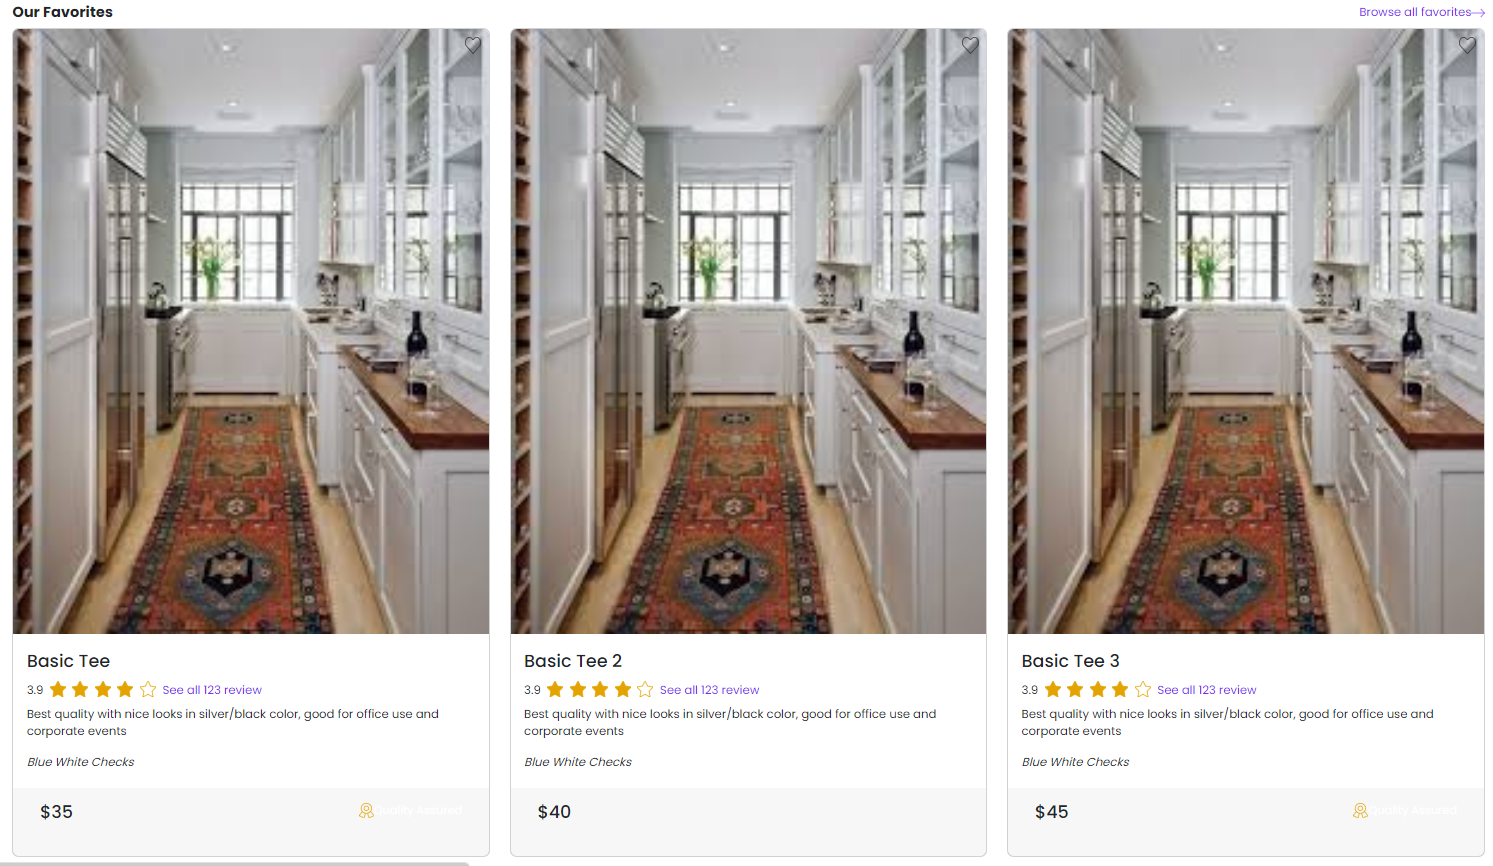 Our Favorites
Browse all favorites
Basic Tee
3.9 See all 123 review
Best quality with nice looks in silver/black color, good for office use and
corporate events
Blue White Checks
$35 Quality Assured
Basic Tee 2
3.9 See all 123 review
Best quality with nice looks in silver/black color, good for office use and
corporate events
Blue White Checks
$40
Basic Tee 3
3.9 See all 123 review
Best quality with nice looks in silver/black color, good for office use and
corporate events
Blue White Checks
$45 Quality Assured